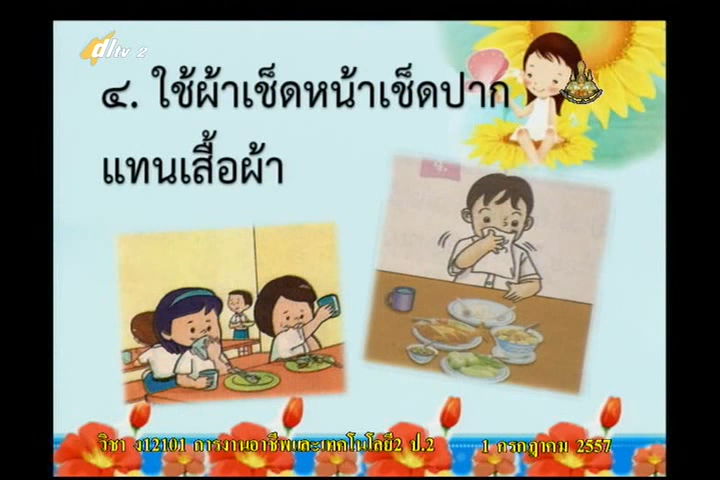 dltv 2
๔. ใช้ผ้าเช็ดหน้าเช็ดปาก
แทนเสื้อผ้า
วิชา ง12101 การงานอาชีพและเทคโนโลยี2 ป.2 1 กรกฎาคม 2557